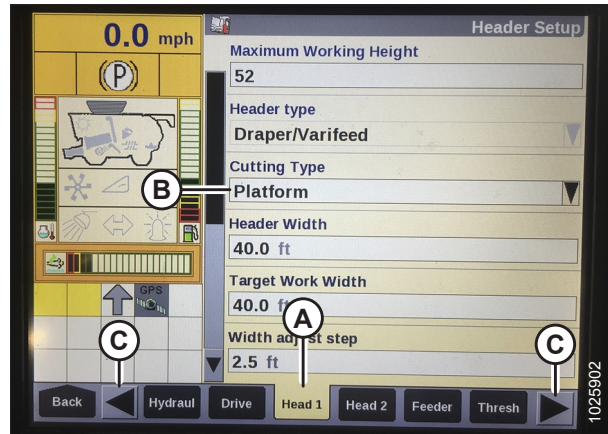 0.0 mph
Header Setup
(P)
Maximum Working Height
52
Header type
Draper/Varifeed
Cutting Type
B
Platform
Header Width
40.0 ft
Target Work Width
40.0 ft
A
GPS
Width adjust step
2.5 ft
C
C
Back
Hydraul
Drive
Head 1
Head 2
Feeder
Thresh
1025902